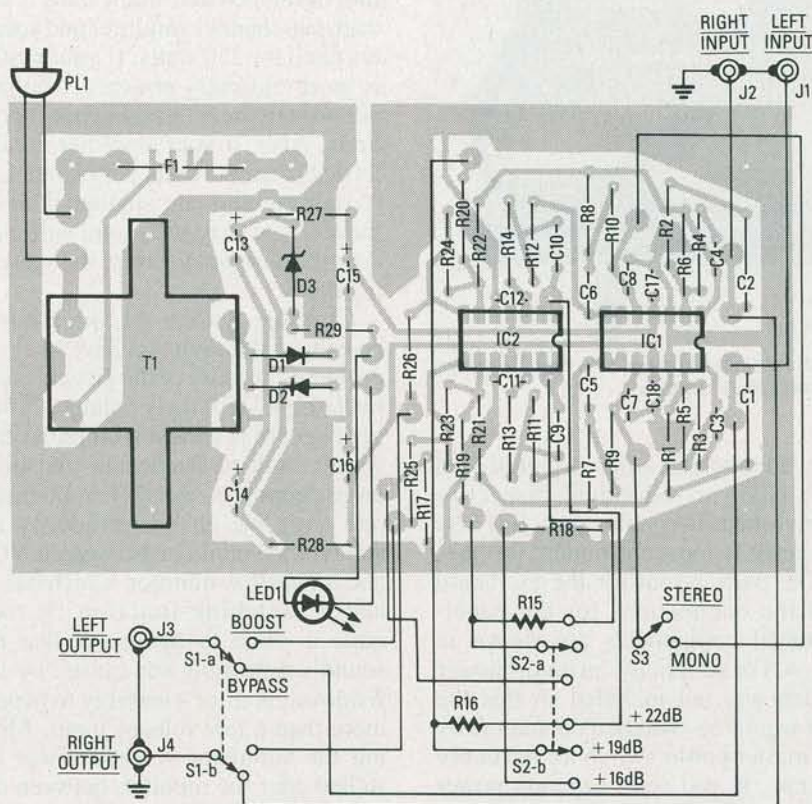 RIGHT
INPUT
LEFT
INPUT
PL1
J2
J1
F1
R27
C13
D3
C15
R29
D1
D2
T1
C14
C16
R28
R26
R25
R17
R20
R24
R22
R14
R12
C10
C12
R8
R10
C6
C8
C17
R2
R6
R4
C4
C2
IC2
IC1
C11
R23
R19
R21
R13
R11
C9
C5
R7
R9
C7
C18
R1
R5
R3
C3
C1
R18
LED1
LEFT
OUTPUT
J3
S1-a
BOOST
BYPASS
RIGHT
OUTPUT
J4
S1-b
R15
S2-a
R16
S2-b
+22dB
+19dB
+16dB
STEREO
S3
MONO